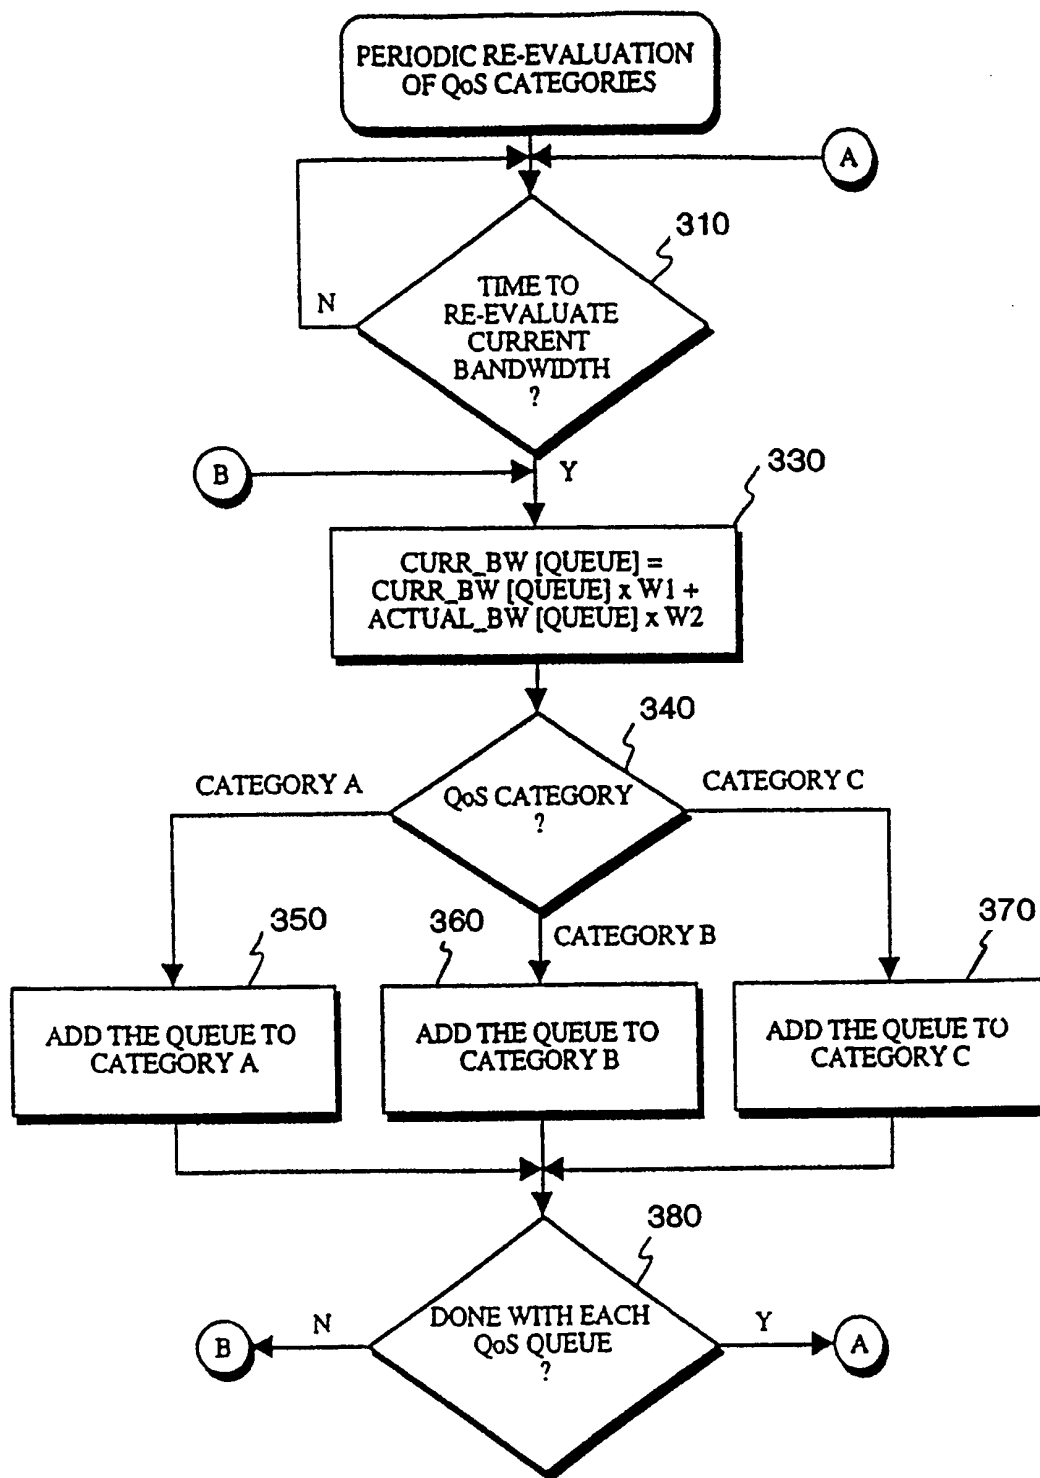 PERIODIC RE-EVALUATION
OF QoS CATEGORIES
A
310
TIME TO
RE-EVALUATE
CURRENT
BANDWIDTH
?
N
B
Y
330
CURR_BW [QUEUE] =
CURR_BW [QUEUE] x W1 +
ACTUAL_BW [QUEUE] x W2
340
CATEGORY A
QoS CATEGORY
?
CATEGORY C
350
360
CATEGORY B
370
ADD THE QUEUE TO
CATEGORY A
ADD THE QUEUE TO
CATEGORY B
ADD THE QUEUE TO
CATEGORY C
380
B
N
DONE WITH EACH
QoS QUEUE
?
Y
A